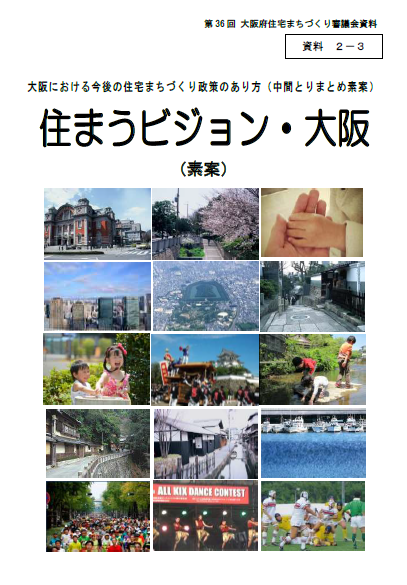 第36回 大阪府住宅まちづくり審議会資料
資料 2－3
大阪における今後の住宅まちづくり政策のあり方（中間とりまとめ素案）
住まうビジョン・大阪
（素案）
ALL KIX DANCE CONTEST